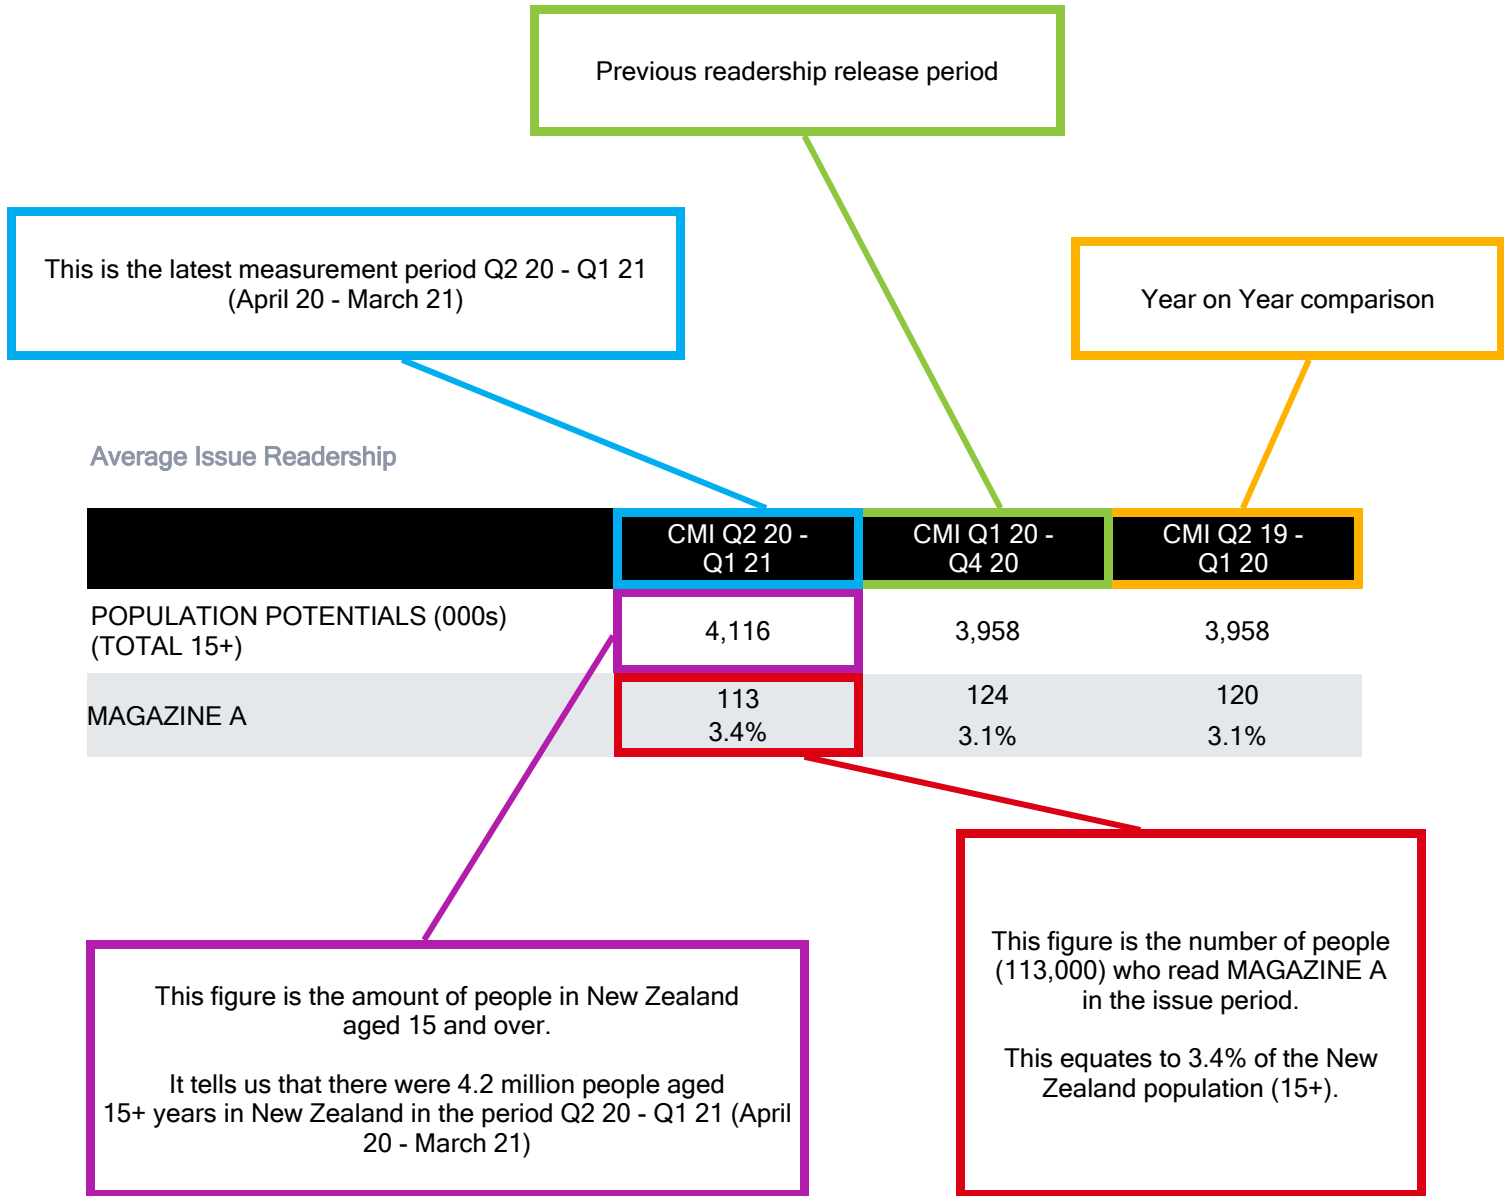 Previous readership release period
This is the latest measurement period Q2 20 - Q1 21
(April 20 - March 21)
Year on Year comparison
Average Issue Readership
CMI Q2 20 -
Q1 21
CMI Q1 20 -
Q4 20
CMI Q2 19 -
Q1 20
POPULATION POTENTIALS (000s)
(TOTAL 15+)
4,116
3,958
3,958
MAGAZINE A
113
3.4%
124
3.1%
120
3.1%
This figure is the amount of people in New Zealand
aged 15 and over.
It tells us that there were 4.2 million people aged
15+ years in New Zealand in the period Q2 20 - Q1 21 (April
20 - March 21)
This figure is the number of people
(113,000) who read MAGAZINE A
in the issue period.
This equates to 3.4% of the New
Zealand population (15+).